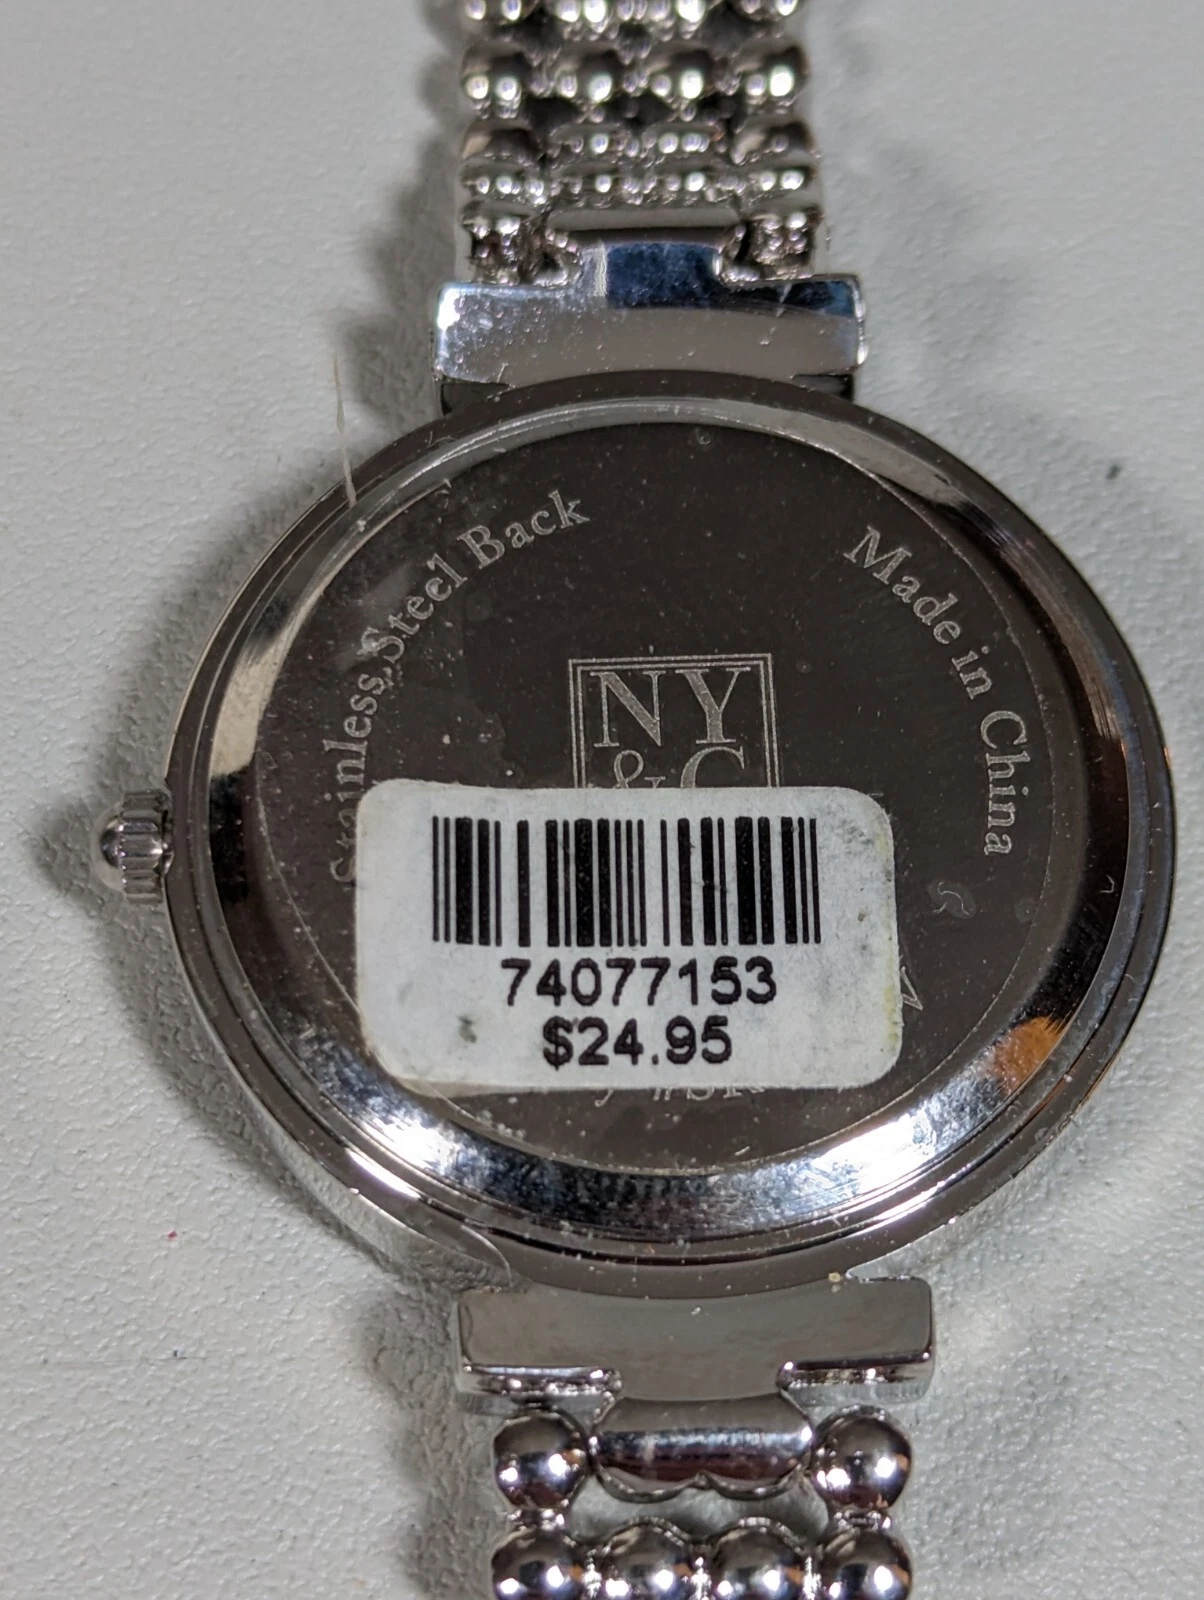 Stainless Steel Back
Made in China
NY
& C
74077153
$24.95